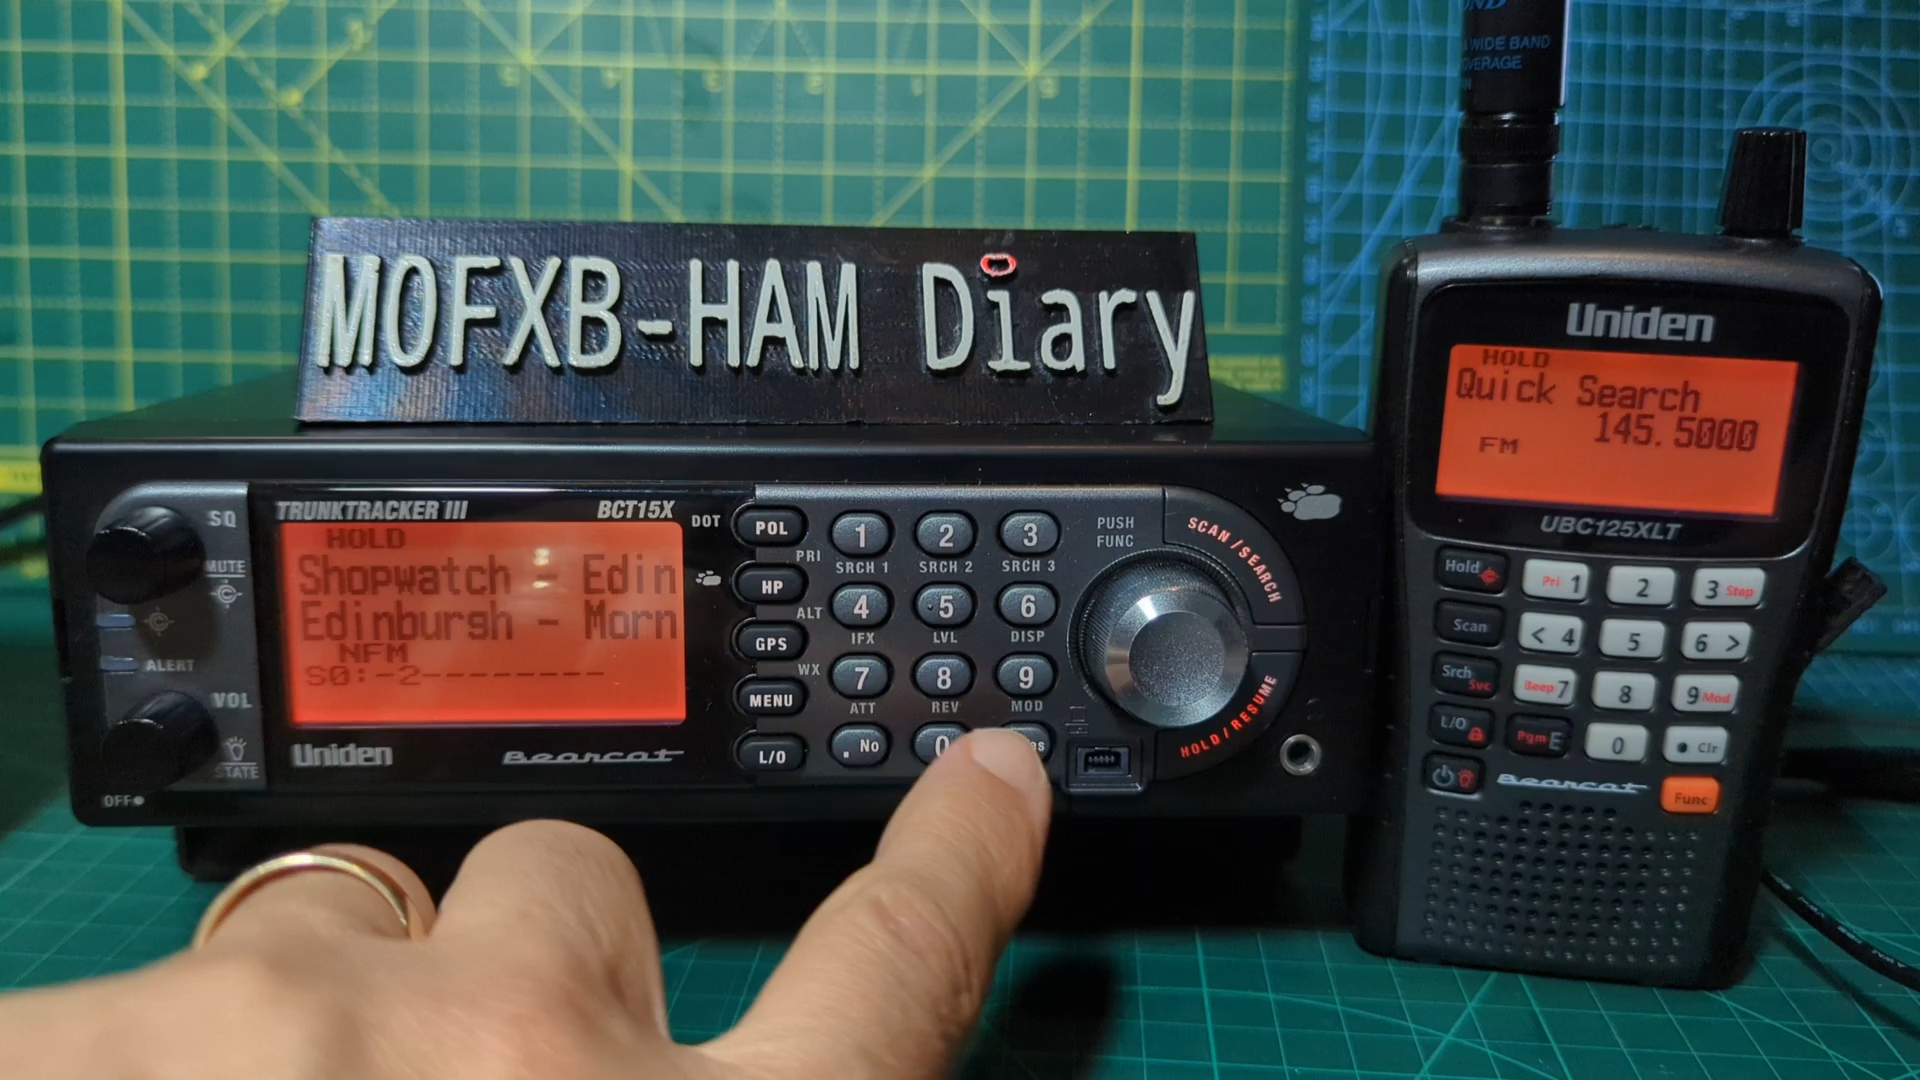 WIDE BAND
M0FXB-HAM Diary
Uniden
HOLD
Quick Search
145.5000
FM
UBC125XLT
TRUNKTRACKER III
BCT15X
SQ
MUTE
ALERT
VOL
STATE
OFF
HOLD
Shopwatch - Edin
Edinburgh - Morn
NFM
S0:-2---------
Uniden
Bearcat
DOT
POL
PRI
HP
ALT
GPS
WX
MENU
L/O
1 2 3
SRCH 1 SRCH 2 SRCH 3
4 5 6
IFX LVL DISP
7 8 9
ATT REV MOD
. No
0
PUSH
FUNC
SCAN / SEARCH
HOLD / RESUME
Hold Pri 1 2 3 Step
Scan < 4 5 6 >
Srch Svc Beep 7 8 9 Mod
L/O Pgm E 0 • Clr
Bearcat
Func